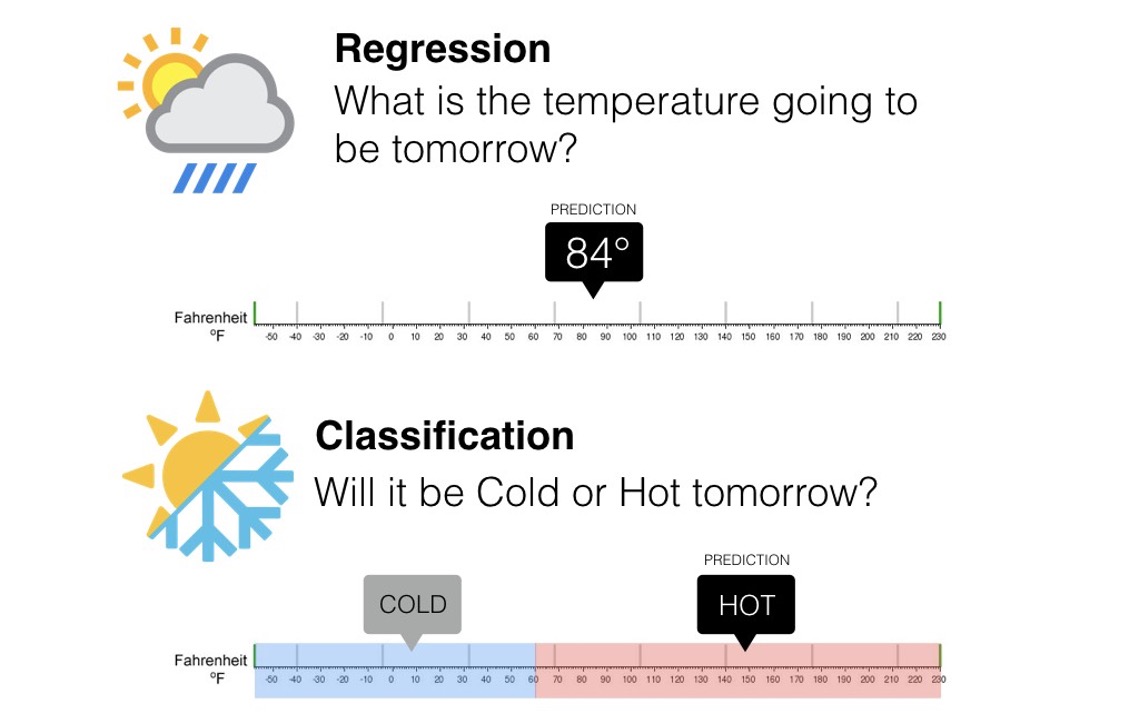 Regression
What is the temperature going to
be tomorrow?
PREDICTION
84°
Fahrenheit
ºF
-50 -40 -30 -20 -10 0 10 20 30 40 50 60 70 80 90 100 110 120 130 140 150 160 170 180 190 200 210 220 230
Classification
Will it be Cold or Hot tomorrow?
PREDICTION
COLD
HOT
Fahrenheit
ºF
-50 -40 -30 -20 -10 0 10 20 30 40 50 60 70 80 90 100 110 120 130 140 150 160 170 180 190 200 210 220 230